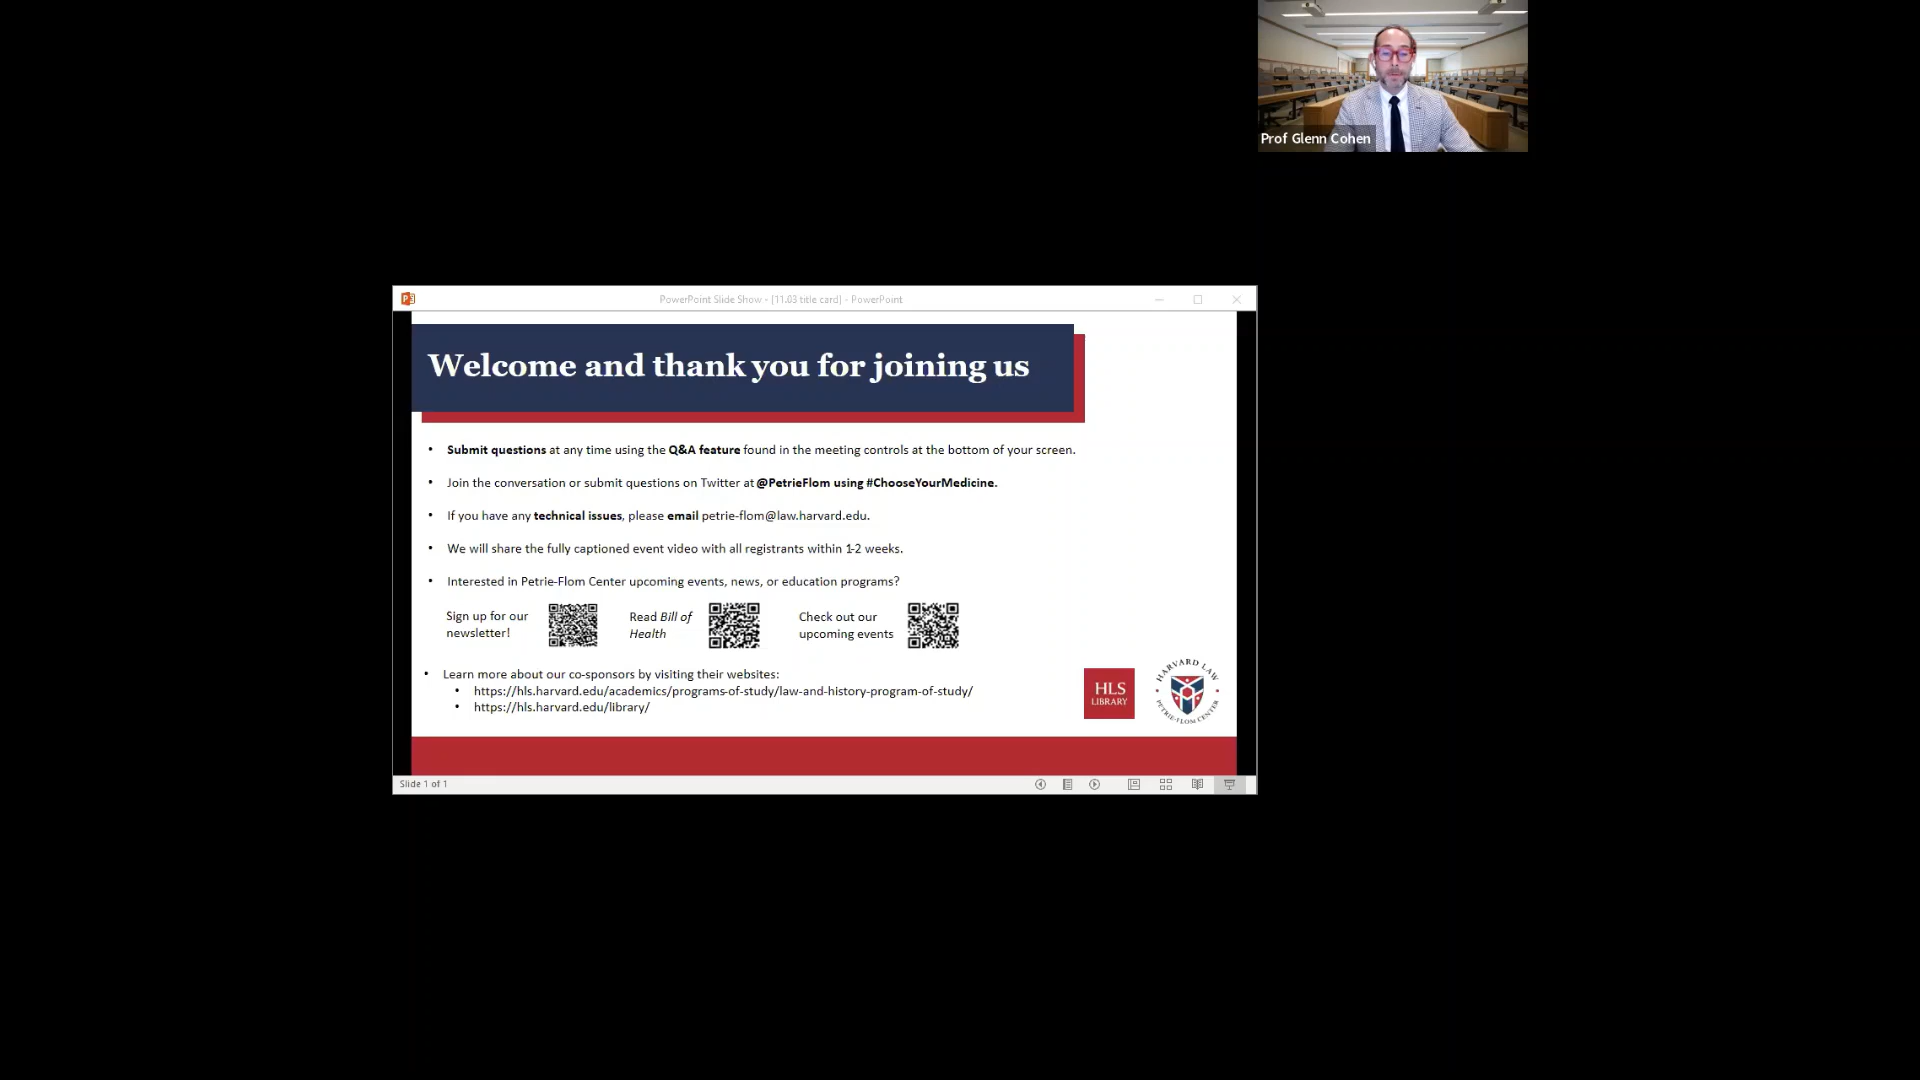 Prof Glenn Cohen
PowerPoint Slide Show - [11.03 title card] - PowerPoint
Welcome and thank you for joining us
• Submit questions at any time using the Q&A feature found in the meeting controls at the bottom of your screen.
• Join the conversation or submit questions on Twitter at @PetrieFlom using #ChooseYourMedicine.
• If you have any technical issues, please email petrie-flom@law.harvard.edu.
• We will share the fully captioned event video with all registrants within 1-2 weeks.
• Interested in Petrie-Flom Center upcoming events, news, or education programs?
Sign up for our
newsletter!
Read Bill of
Health
Check out our
upcoming events
• Learn more about our co-sponsors by visiting their websites:
• https://hls.harvard.edu/academics/programs-of-study/law-and-history-program-of-study/
• https://hls.harvard.edu/library/
HLS
LIBRARY
HARVARD LAW
PETRIE-FLOM CENTER
Slide 1 of 1